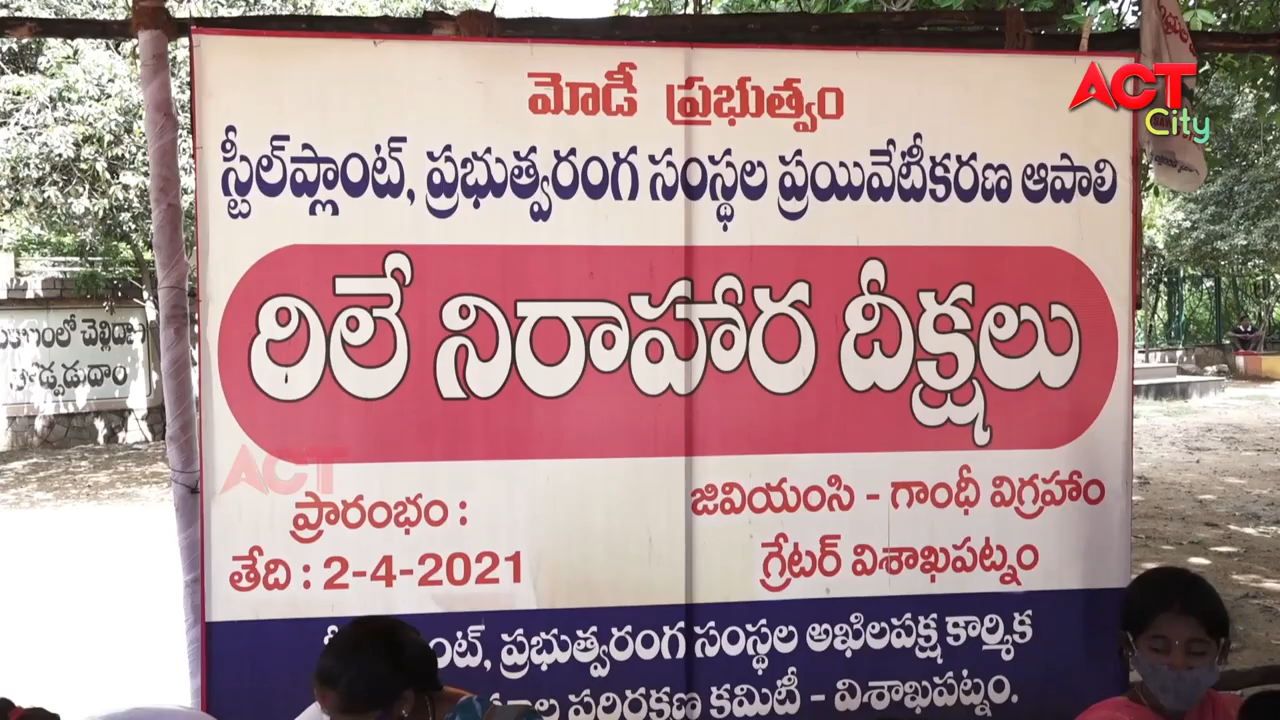 ACT
City
మోడీ ప్రభుత్వం
స్టీల్‌ప్లాంట్, ప్రభుత్వరంగ సంస్థల ప్రయివేటీకరణ ఆపాలి
రిలే నిరాహార దీక్షలు
ACT
ప్రారంభం :
తేది : 2-4-2021
జివియంసి - గాంధీ విగ్రహాం
గ్రేటర్ విశాఖపట్నం
ప్రభుత్వరంగ సంస్థల అఖిలపక్ష కార్మిక
పరిరక్షణ కమిటీ - విశాఖపట్నం.